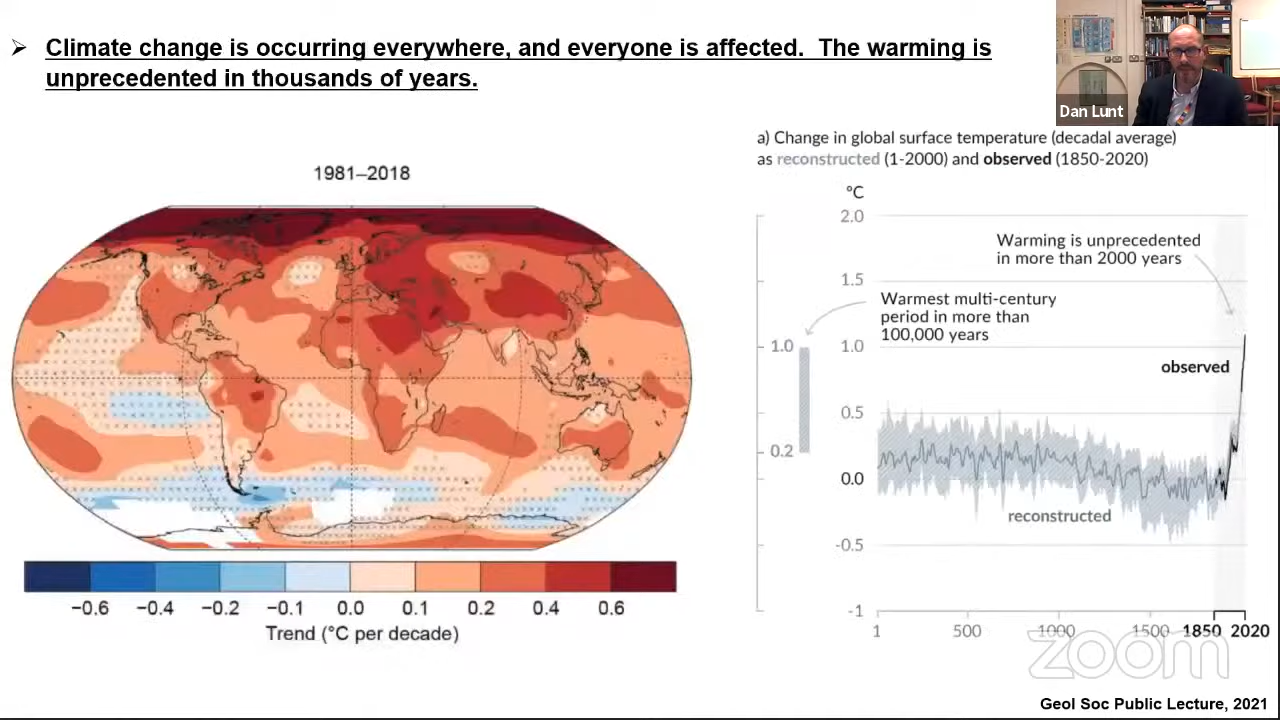 ➢ Climate change is occurring everywhere, and everyone is affected. The warming is
unprecedented in thousands of years.
Dan Lunt
1981–2018
−0.6 −0.4 −0.2 −0.1 0.0 0.1 0.2 0.4 0.6
Trend (°C per decade)
a) Change in global surface temperature (decadal average)
as reconstructed (1-2000) and observed (1850-2020)
°C
2.0
1.5
1.0
0.5
0.0
-0.5
-1
1.0
0.2
Warming is unprecedented
in more than 2000 years
Warmest multi-century
period in more than
100,000 years
observed
reconstructed
1 500 1000 1500 1850 2020
zoom
Geol Soc Public Lecture, 2021